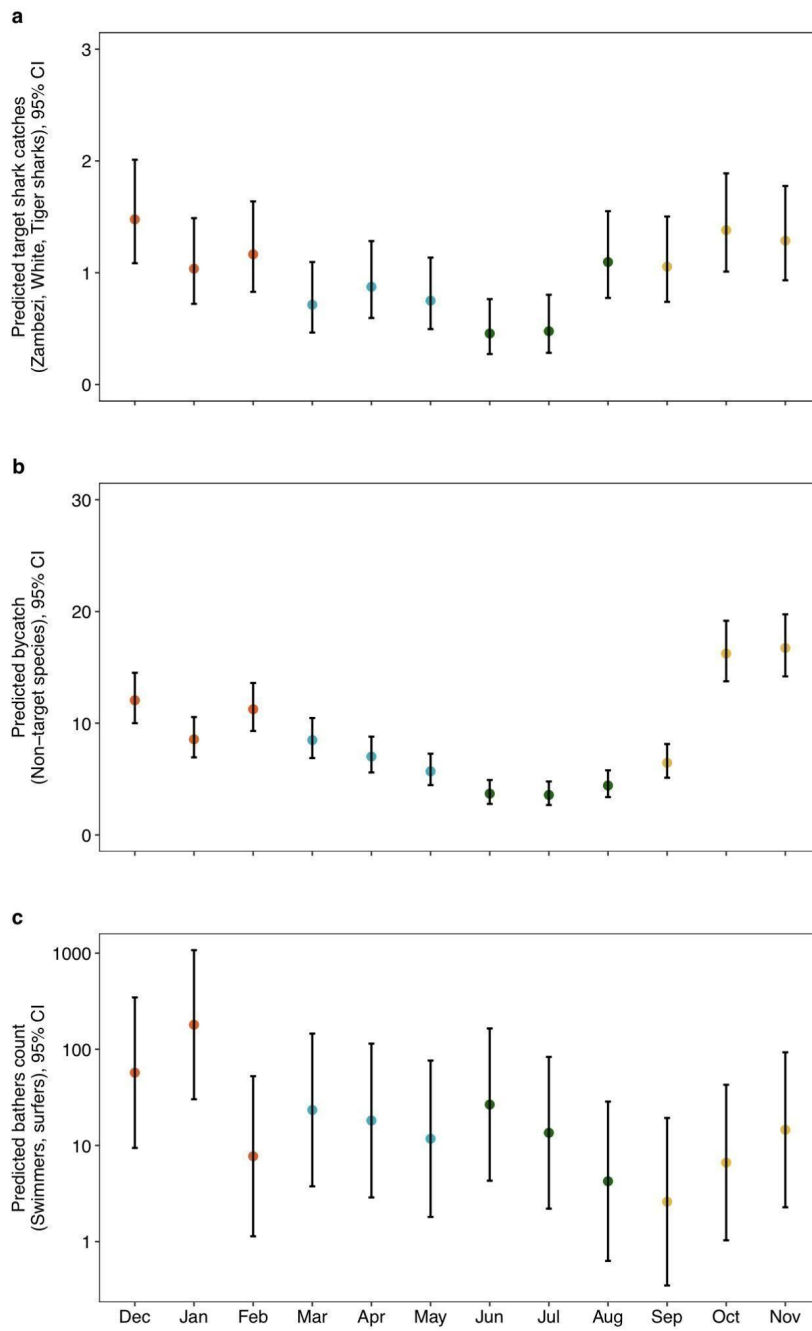 a
Predicted target shark catches
(Zambezi, White, Tiger sharks), 95% CI
3
2
1
0
b
Predicted bycatch
(Non−target species), 95% CI
30
20
10
0
c
Predicted bathers count
(Swimmers, surfers), 95% CI
1000
100
10
1
Dec Jan Feb Mar Apr May Jun Jul Aug Sep Oct Nov